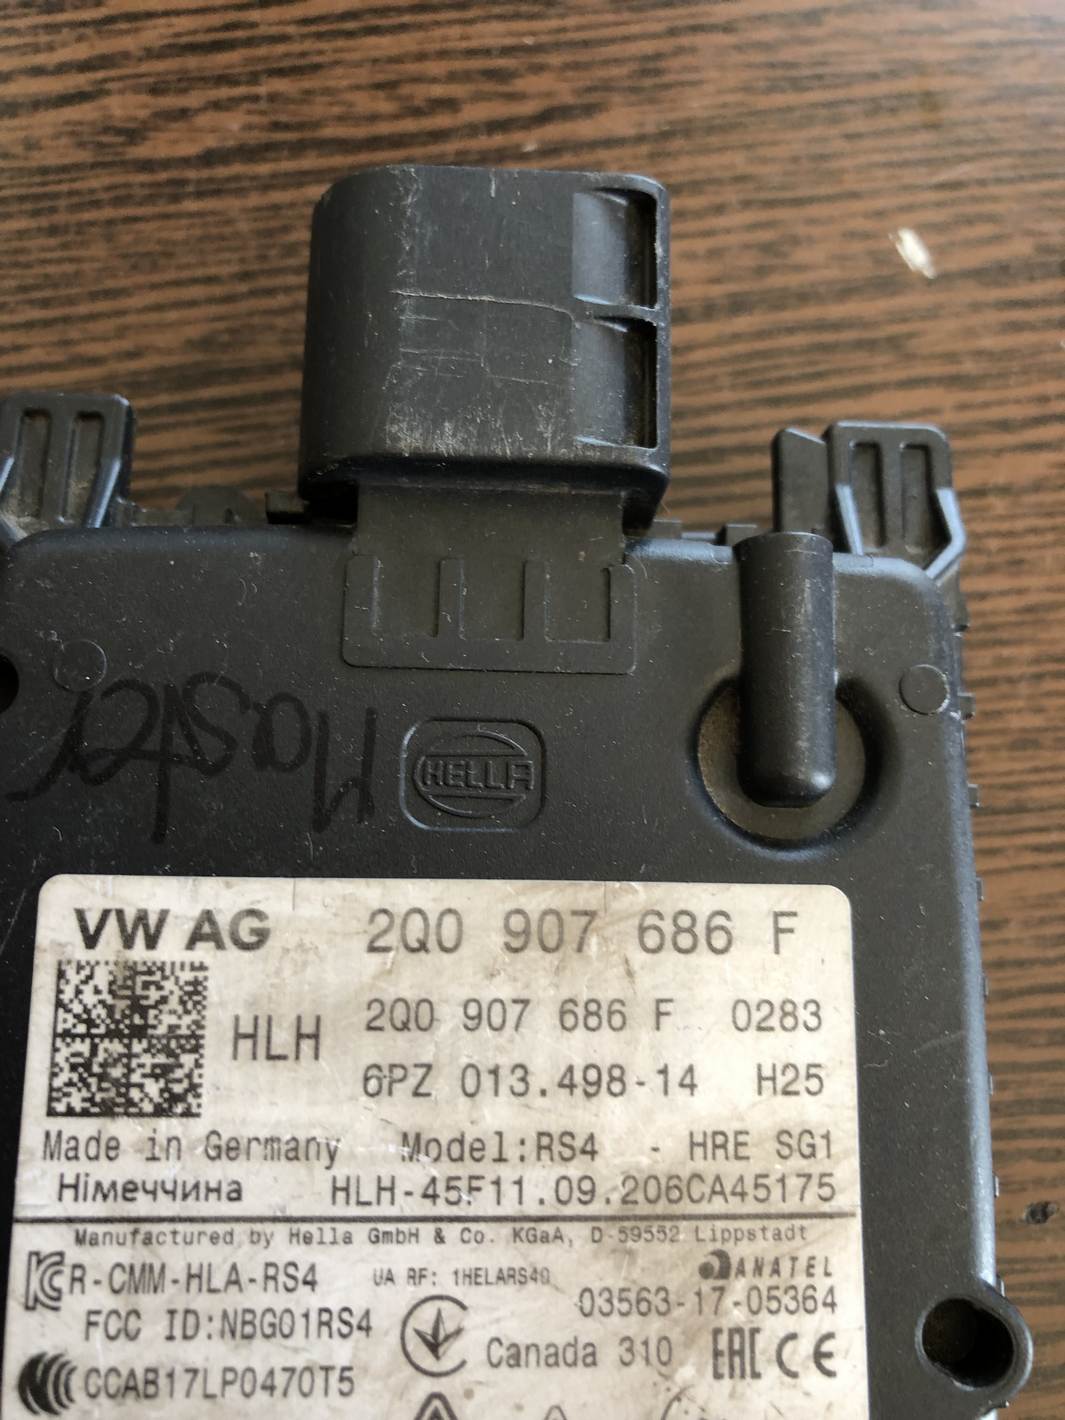 Master
HELLA
VW AG 2Q0 907 686 F
HLH 2Q0 907 686 F 0283
6PZ 013.498-14 H25
Made in Germany Model:RS4 - HRE SG1
Німеччина HLH-45F11.09.206CA45175
Manufactured by Hella GmbH & Co. KGaA, D-59552 Lippstadt
R-CMM-HLA-RS4 UA RF: 1HELARS40 ANATEL
FCC ID:NBG01RS4 03563-17-05364
CCAB17LP0470T5 Canada 310 EAC CE